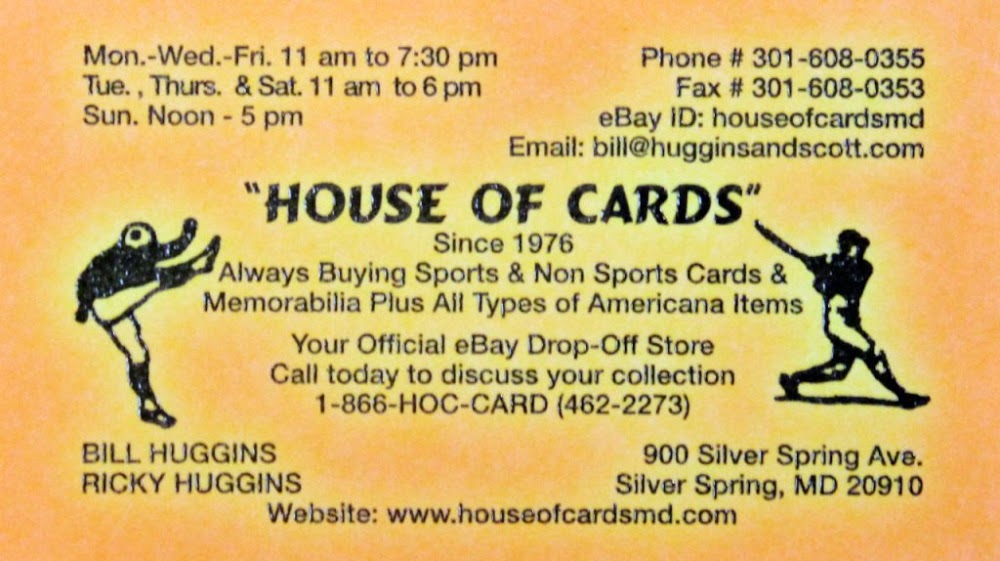 Mon.-Wed.-Fri. 11 am to 7:30 pm
Tue. , Thurs. & Sat. 11 am to 6 pm
Sun. Noon - 5 pm
Phone # 301-608-0355
Fax # 301-608-0353
eBay ID: houseofcardsmd
Email: bill@hugginsandscott.com
"HOUSE OF CARDS"
Since 1976
Always Buying Sports & Non Sports Cards &
Memorabilia Plus All Types of Americana Items
Your Official eBay Drop-Off Store
Call today to discuss your collection
1-866-HOC-CARD (462-2273)
BILL HUGGINS
RICKY HUGGINS
900 Silver Spring Ave.
Silver Spring, MD 20910
Website: www.houseofcardsmd.com